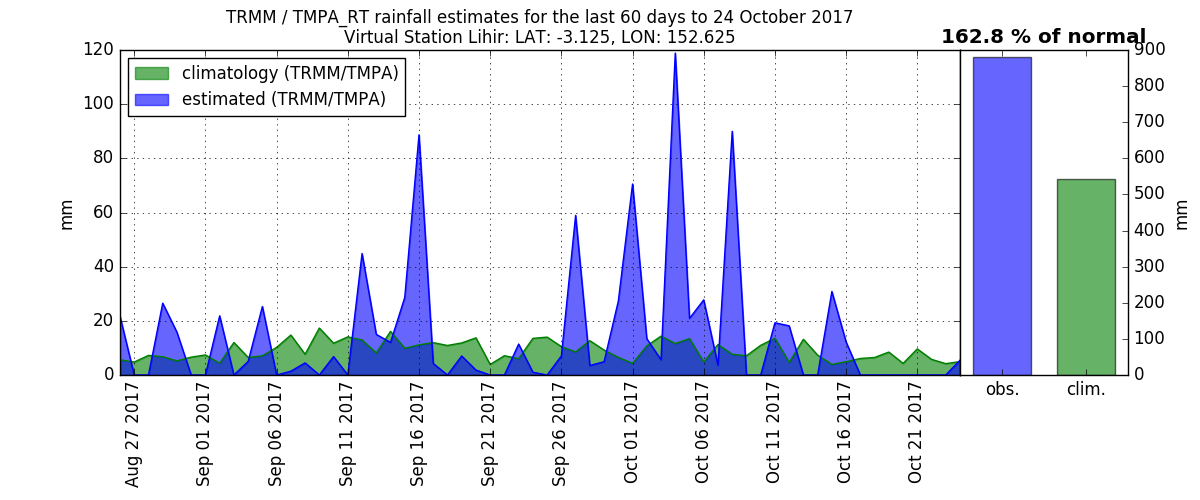 TRMM / TMPA_RT rainfall estimates for the last 60 days to 24 October 2017
Virtual Station Lihir: LAT: -3.125, LON: 152.625
162.8 % of normal
climatology (TRMM/TMPA)
estimated (TRMM/TMPA)
mm
120
100
80
60
40
20
0
Aug 27 2017
Sep 01 2017
Sep 06 2017
Sep 11 2017
Sep 16 2017
Sep 21 2017
Sep 26 2017
Oct 01 2017
Oct 06 2017
Oct 11 2017
Oct 16 2017
Oct 21 2017
900
800
700
600
500
400
300
200
100
0
mm
obs.
clim.